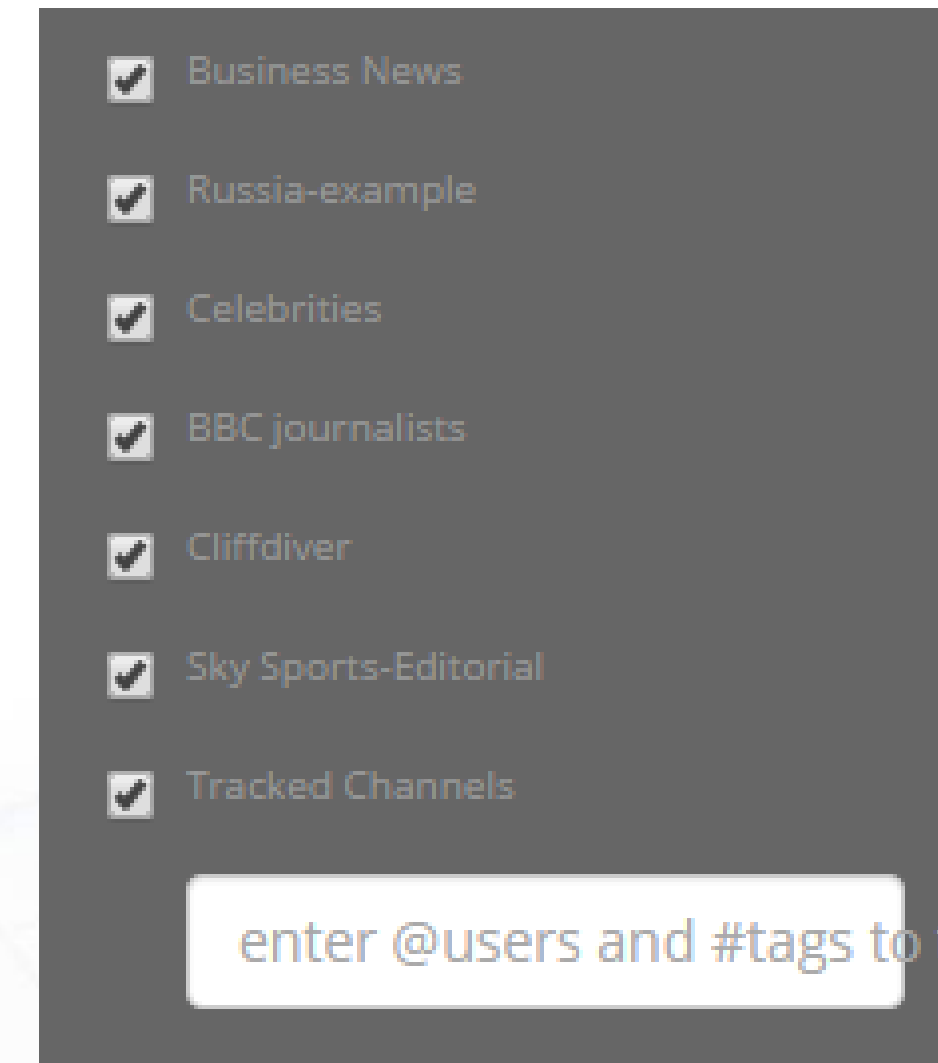 Business News
Russia-example
Celebrities
BBC journalists
Cliffdiver
Sky Sports-Editorial
Tracked Channels
enter @users and #tags to